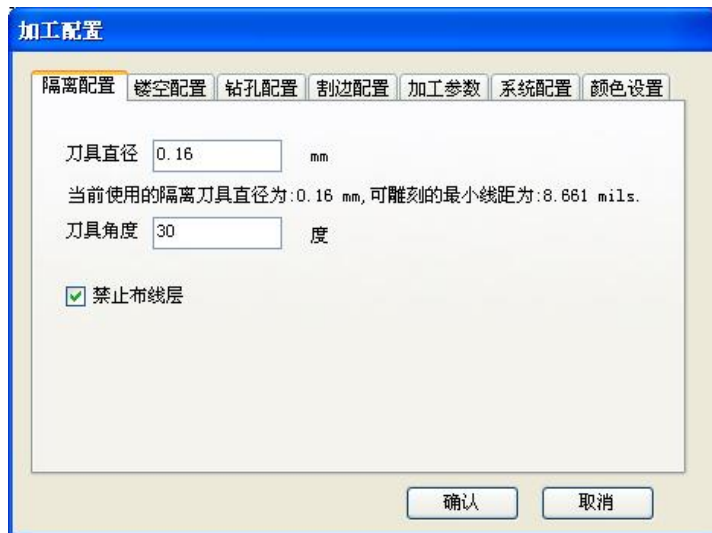 加工配置
隔离配置 镂空配置 钻孔配置 割边配置 加工参数 系统配置 颜色设置
刀具直径 0.16 mm
当前使用的隔离刀具直径为:0.16 mm,可雕刻的最小线距为:8.661 mils.
刀具角度 30 度
禁止布线层
确认 取消